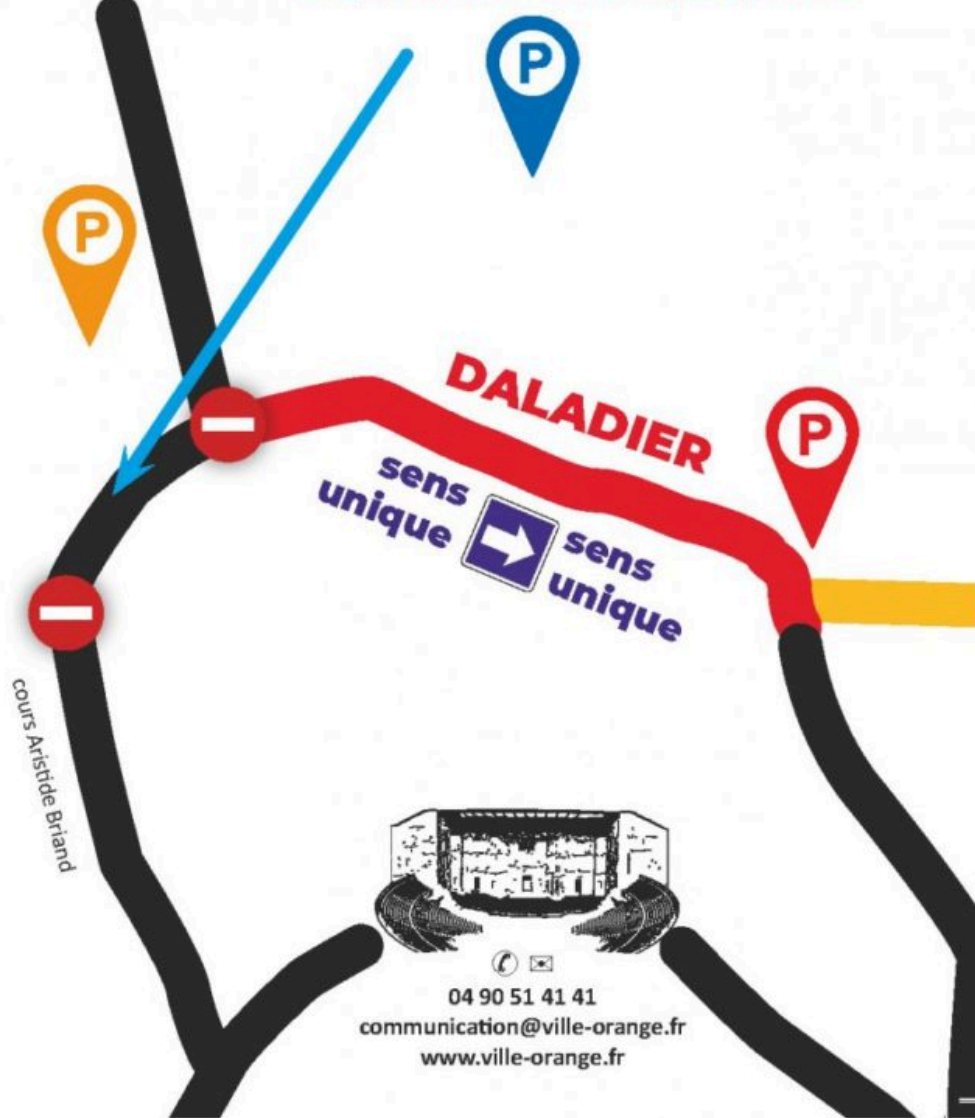 P
P
DALADIER
P
sens
unique
sens
unique
cours Aristide Briand
04 90 51 41 41
communication@ville-orange.fr
www.ville-orange.fr